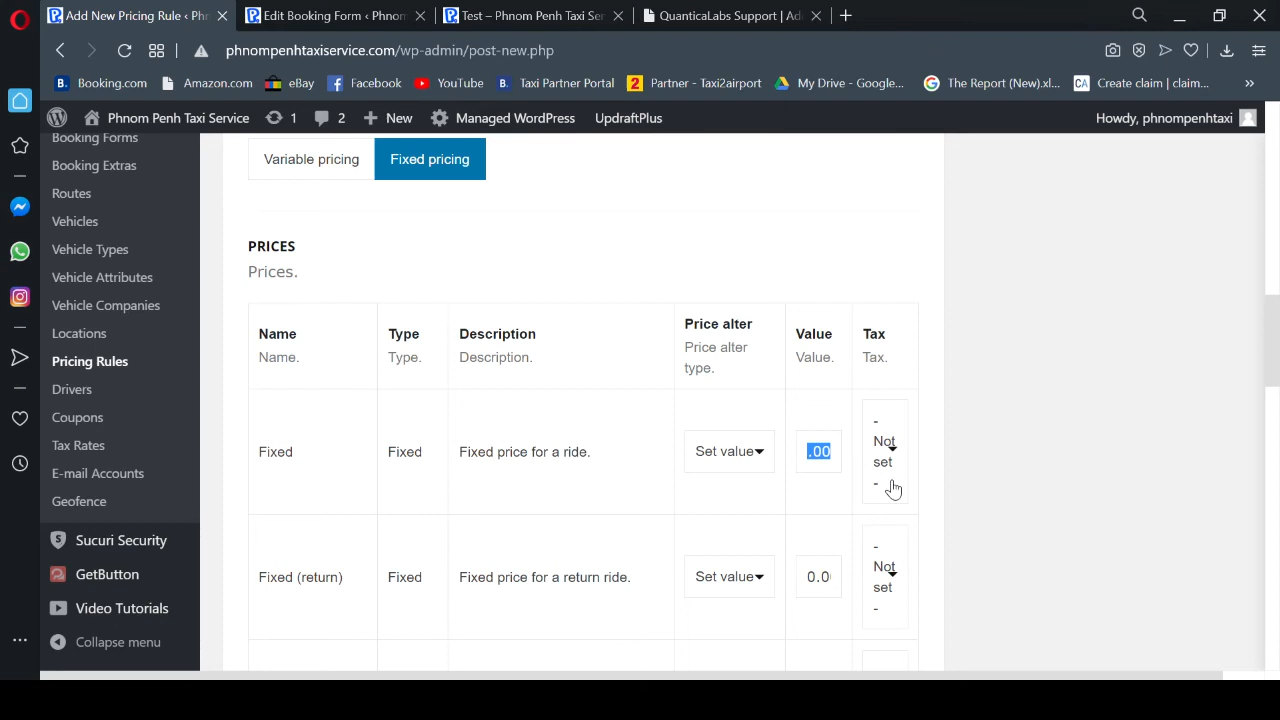 Add New Pricing Rule ‹ Phn
Edit Booking Form ‹ Phnom
Test – Phnom Penh Taxi Ser
QuanticaLabs Support | Ad
phnompenhtaxiservice.com/wp-admin/post-new.php
Booking.com
Amazon.com
eBay
Facebook
YouTube
Taxi Partner Portal
Partner - Taxi2airport
My Drive - Google...
The Report (New).xl...
CA Create claim | claim...
Phnom Penh Taxi Service
1
2
New
Managed WordPress
UpdraftPlus
Howdy, phnompenhtaxi
Booking Forms
Booking Extras
Routes
Vehicles
Vehicle Types
Vehicle Attributes
Vehicle Companies
Locations
Pricing Rules
Drivers
Coupons
Tax Rates
E-mail Accounts
Geofence
Sucuri Security
GetButton
Video Tutorials
Collapse menu
Variable pricing
Fixed pricing
PRICES
Prices.
Name
Name.
Type
Type.
Description
Description.
Price alter
Price alter
type.
Value
Value.
Tax
Tax.
Fixed
Fixed
Fixed price for a ride.
Set value
.00
-
Not
set
-
Fixed (return)
Fixed
Fixed price for a return ride.
Set value
0.0
-
Not
set
-